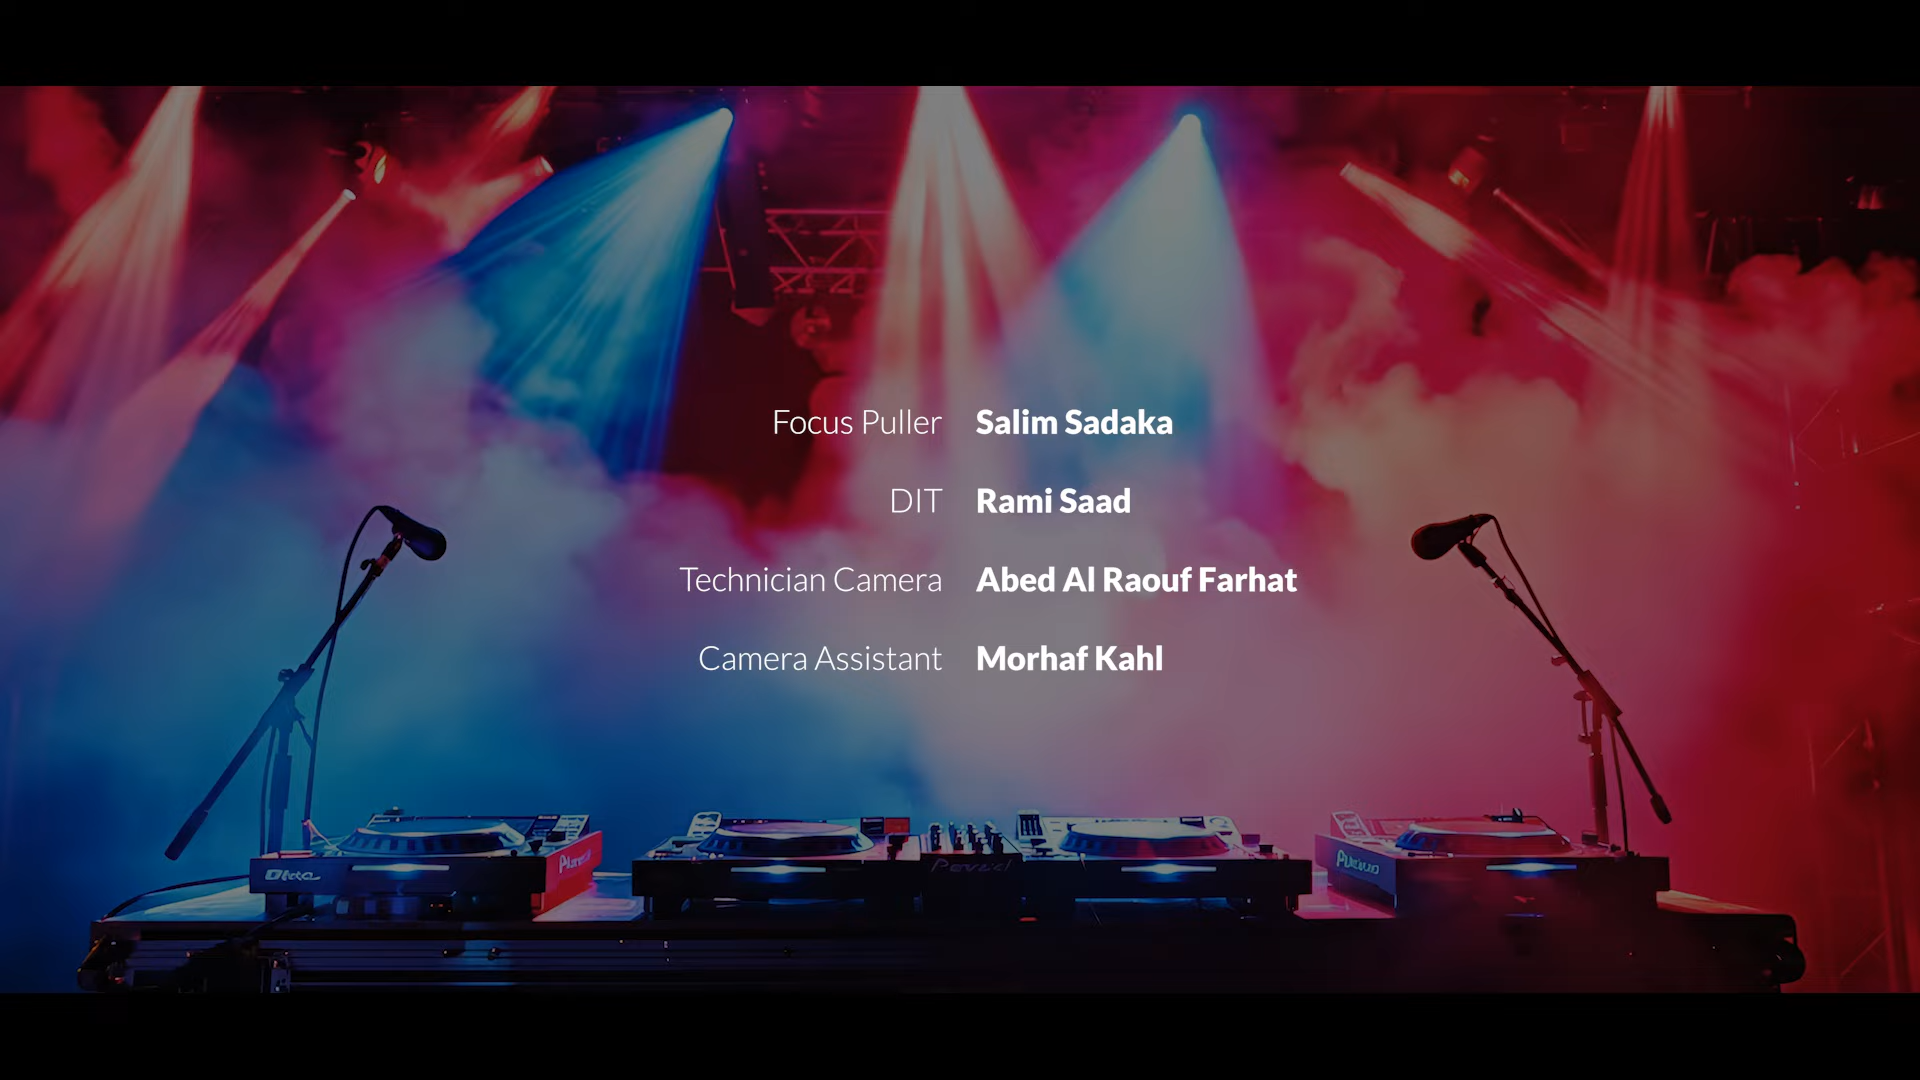 Focus Puller Salim Sadaka
DIT Rami Saad
Technician Camera Abed Al Raouf Farhat
Camera Assistant Morhaf Kahl